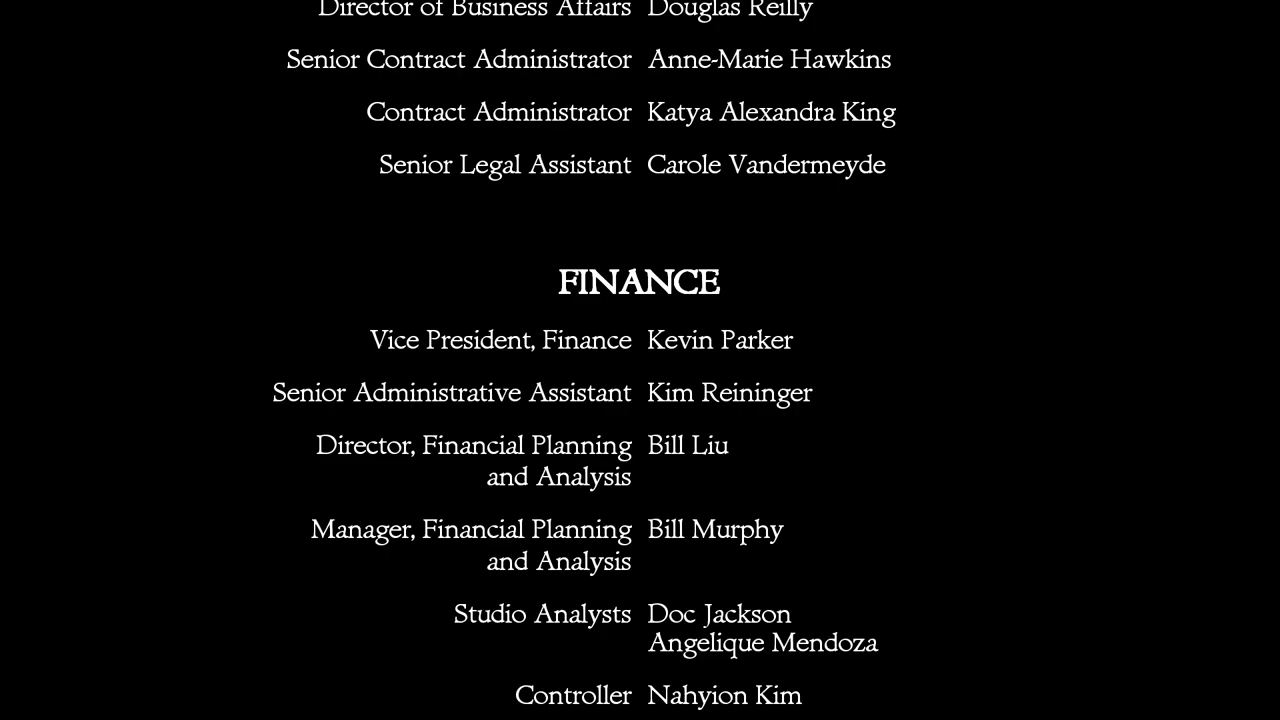 Director of Business Affairs Douglas Reilly
Senior Contract Administrator Anne-Marie Hawkins
Contract Administrator Katya Alexandra King
Senior Legal Assistant Carole Vandermeyde
FINANCE
Vice President, Finance Kevin Parker
Senior Administrative Assistant Kim Reininger
Director, Financial Planning Bill Liu
and Analysis
Manager, Financial Planning Bill Murphy
and Analysis
Studio Analysts Doc Jackson
Angelique Mendoza
Controller Nahyion Kim